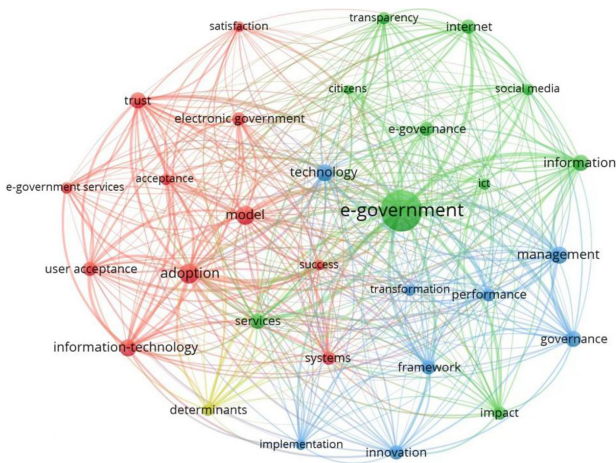 transparency
satisfaction
internet
citizens
social media
trust
electronic government
e-governance
information
technology
ict
e-government services
acceptance
e-government
model
management
user acceptance
adoption
success
transformation
performance
services
governance
information-technology
systems
framework
determinants
impact
implementation
innovation